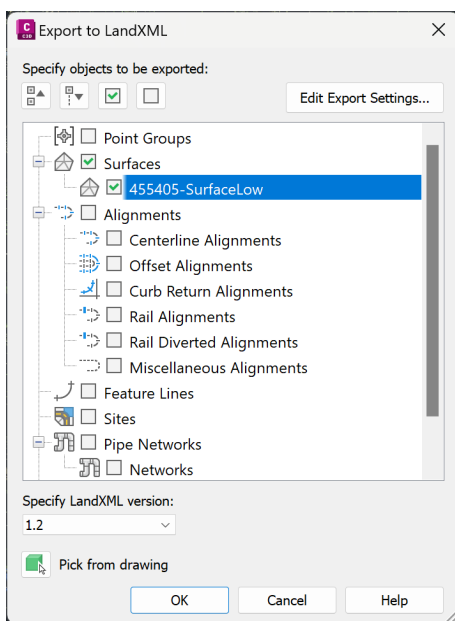 C
C3D
Export to LandXML
Specify objects to be exported:
Edit Export Settings...
Point Groups
Surfaces
455405-SurfaceLow
Alignments
Centerline Alignments
Offset Alignments
Curb Return Alignments
Rail Alignments
Rail Diverted Alignments
Miscellaneous Alignments
Feature Lines
Sites
Pipe Networks
Networks
Specify LandXML version:
1.2
Pick from drawing
OK
Cancel
Help